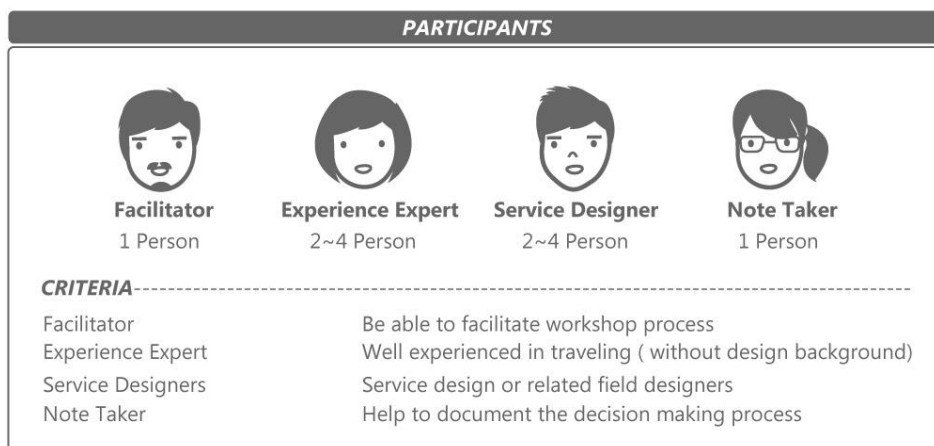 PARTICIPANTS
Facilitator Experience Expert Service Designer Note Taker
1 Person 2~4 Person 2~4 Person 1 Person
CRITERIA
Facilitator Be able to facilitate workshop process
Experience Expert Well experienced in traveling ( without design background)
Service Designers Service design or related field designers
Note Taker Help to document the decision making process